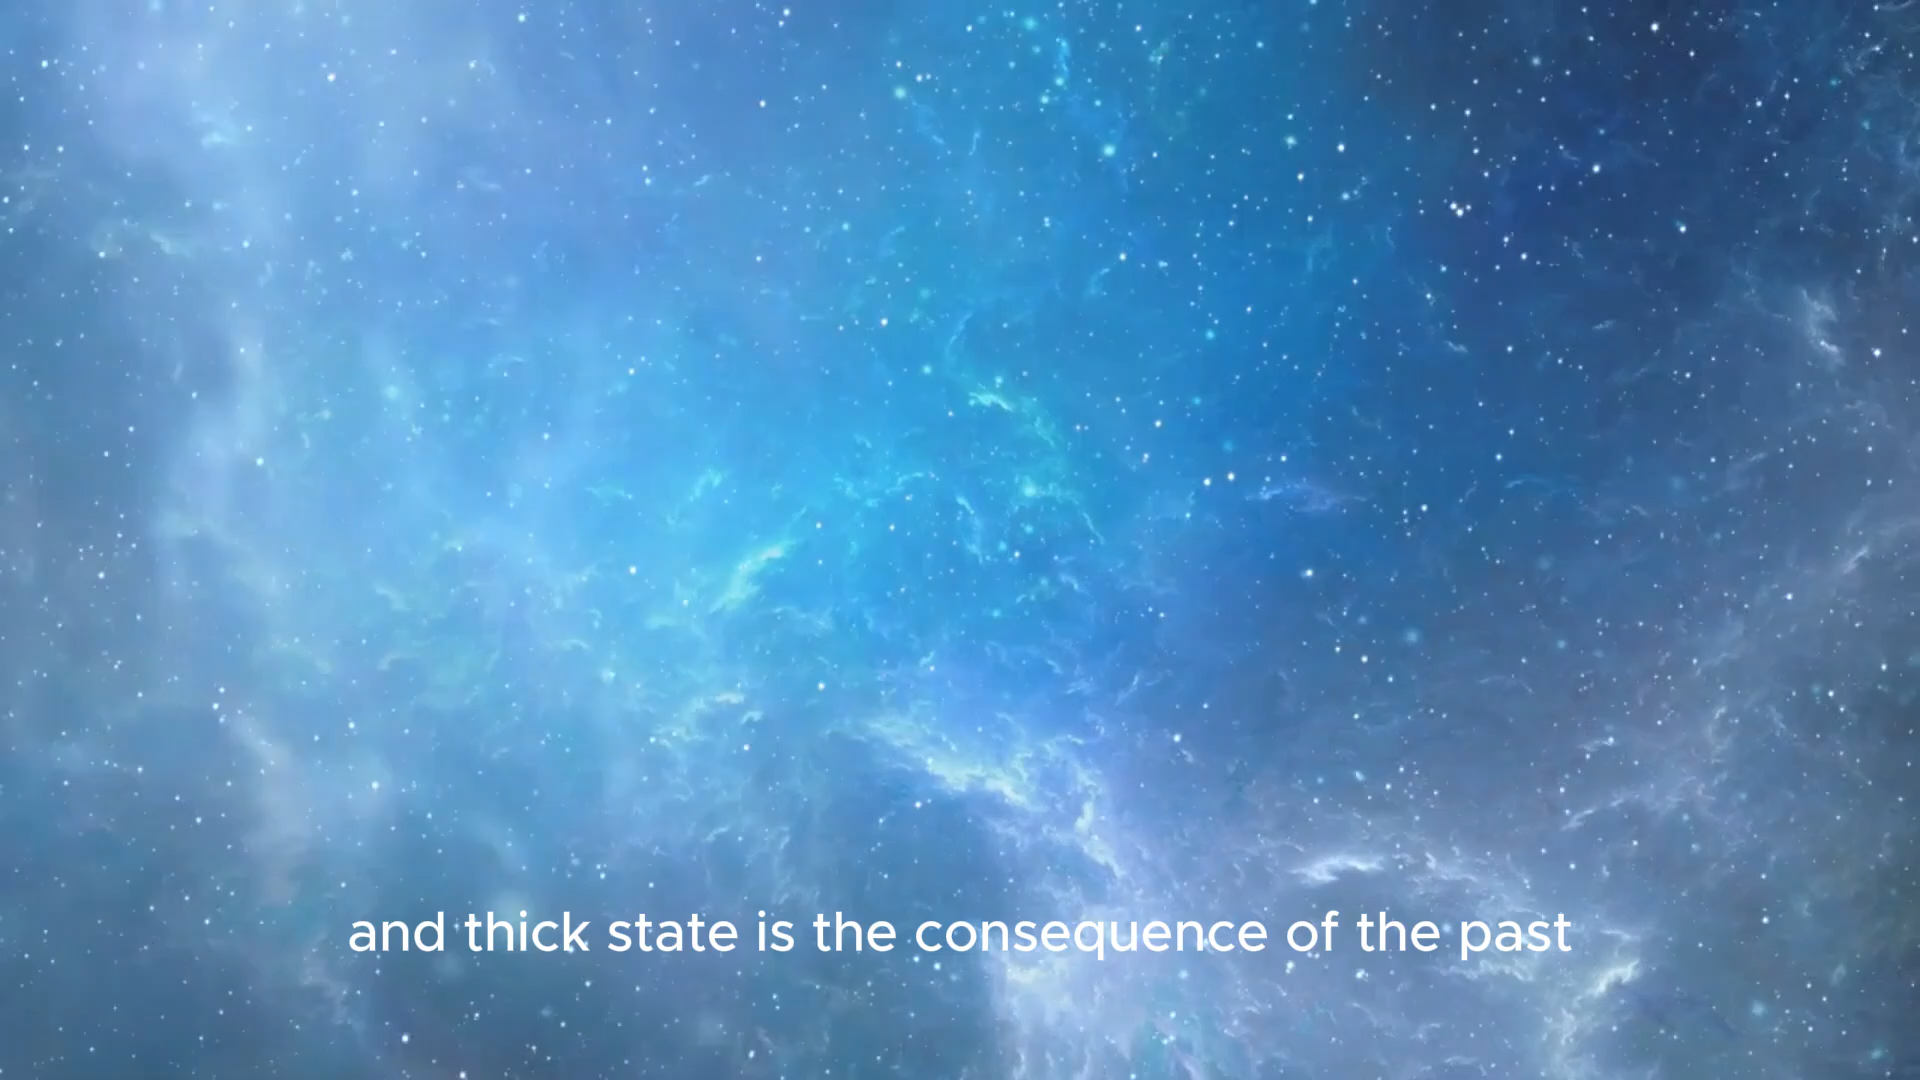 and thick state is the consequence of the past